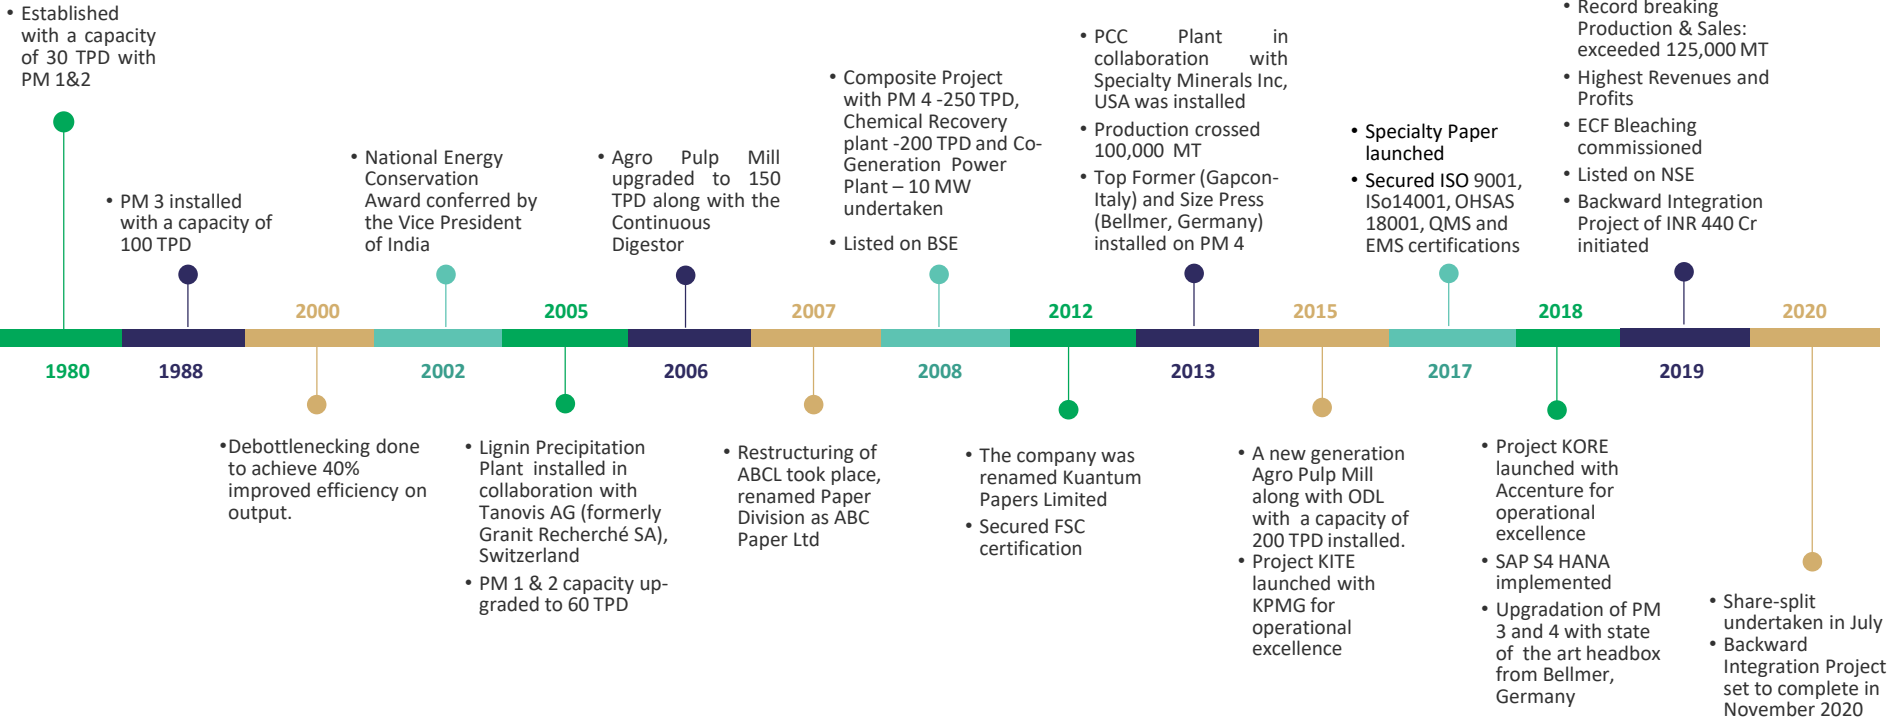 • Established
with a capacity
of 30 TPD with
PM 1&2
• PM 3 installed
with a capacity of
100 TPD
• National Energy
Conservation
Award conferred by
the Vice President
of India
• Agro Pulp Mill
upgraded to 150
TPD along with the
Continuous
Digestor
• Composite Project
with PM 4 -250 TPD,
Chemical Recovery
plant -200 TPD and Co-
Generation Power
Plant – 10 MW
undertaken
• Listed on BSE
• PCC Plant in
collaboration with
Specialty Minerals Inc,
USA was installed
• Production crossed
100,000 MT
• Top Former (Gapcon-
Italy) and Size Press
(Bellmer, Germany)
installed on PM 4
• Specialty Paper
launched
• Secured ISO 9001,
ISo14001, OHSAS
18001, QMS and
EMS certifications
• Record breaking
Production & Sales:
exceeded 125,000 MT
• Highest Revenues and
Profits
• ECF Bleaching
commissioned
• Listed on NSE
• Backward Integration
Project of INR 440 Cr
initiated
2000
2005
2007
2012
2015
2018
2020
1980
1988
2002
2006
2008
2013
2017
2019
•Debottlenecking done
to achieve 40%
improved efficiency on
output.
• Lignin Precipitation
Plant installed in
collaboration with
Tanovis AG (formerly
Granit Recherché SA),
Switzerland
• PM 1 & 2 capacity up-
graded to 60 TPD
• Restructuring of
ABCL took place,
renamed Paper
Division as ABC
Paper Ltd
• The company was
renamed Kuantum
Papers Limited
• Secured FSC
certification
• A new generation
Agro Pulp Mill
along with ODL
with a capacity of
200 TPD installed.
• Project KITE
launched with
KPMG for
operational
excellence
• Project KORE
launched with
Accenture for
operational
excellence
• SAP S4 HANA
implemented
• Upgradation of PM
3 and 4 with state
of the art headbox
from Bellmer,
Germany
• Share-split
undertaken in July
• Backward
Integration Project
set to complete in
November 2020